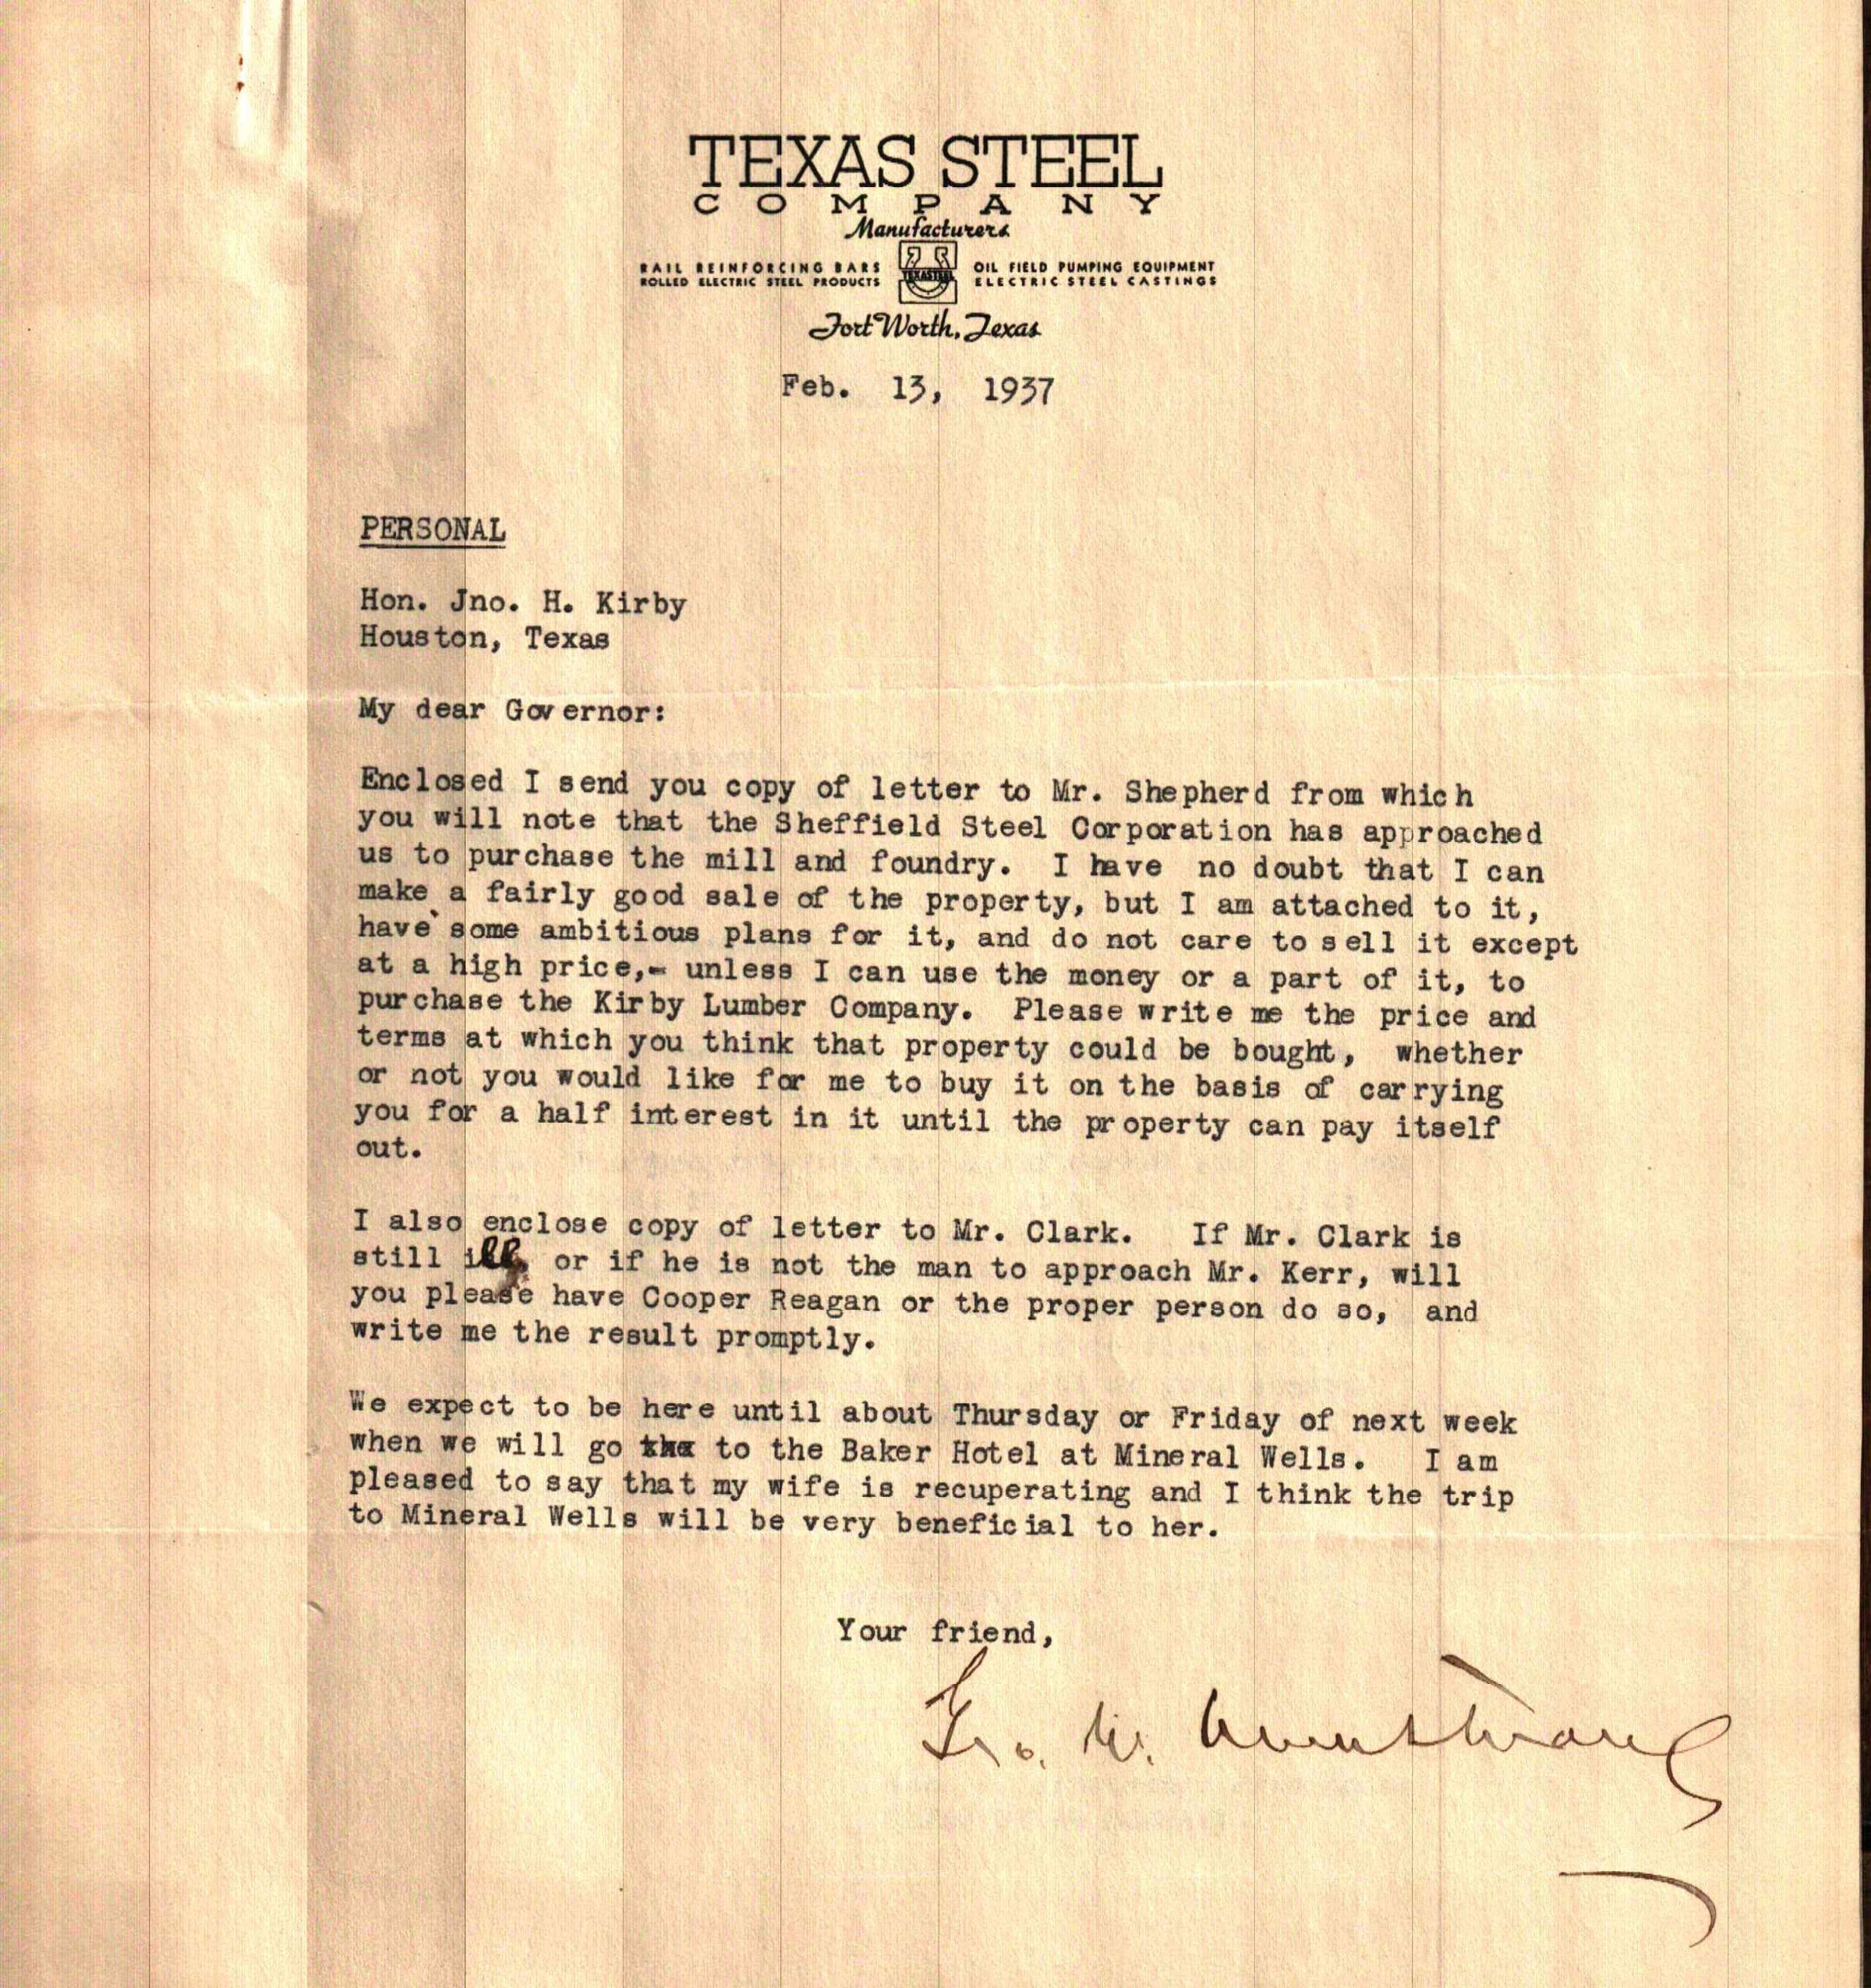 TEXAS STEEL
COMPANY
Manufacturers
RAIL REINFORCING BARS
ROLLED ELECTRIC STEEL PRODUCTS
OIL FIELD PUMPING EQUIPMENT
ELECTRIC STEEL CASTINGS
Fort Worth, Texas
Feb. 13, 1937
PERSONAL
Hon. Jno. H. Kirby
Houston, Texas
My dear Governor:
Enclosed I send you copy of letter to Mr. Shepherd from which
you will note that the Sheffield Steel Corporation has approached
us to purchase the mill and foundry. I have no doubt that I can
make a fairly good sale of the property, but I am attached to it,
have some ambitious plans for it, and do not care to sell it except
at a high price,- unless I can use the money or a part of it, to
purchase the Kirby Lumber Company. Please write me the price and
terms at which you think that property could be bought, whether
or not you would like for me to buy it on the basis of carrying
you for a half interest in it until the property can pay itself
out.
I also enclose copy of letter to Mr. Clark. If Mr. Clark is
still ill, or if he is not the man to approach Mr. Kerr, will
you please have Cooper Reagan or the proper person do so, and
write me the result promptly.
We expect to be here until about Thursday or Friday of next week
when we will go to the Baker Hotel at Mineral Wells. I am
pleased to say that my wife is recuperating and I think the trip
to Mineral Wells will be very beneficial to her.
Your friend,
Geo. W. Armstrong